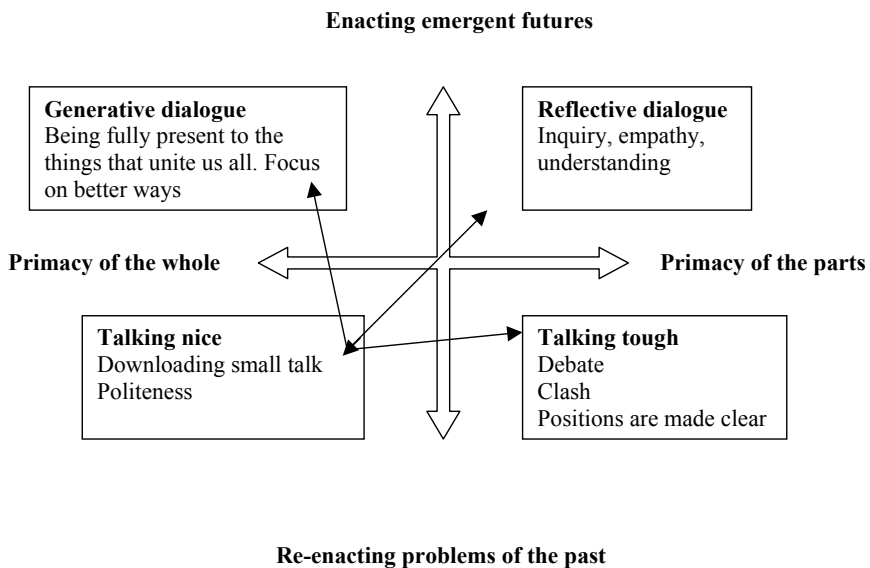 Enacting emergent futures
Generative dialogue
Being fully present to the
things that unite us all. Focus
on better ways
Reflective dialogue
Inquiry, empathy,
understanding
Primacy of the whole
Primacy of the parts
Talking nice
Downloading small talk
Politeness
Talking tough
Debate
Clash
Positions are made clear
Re-enacting problems of the past